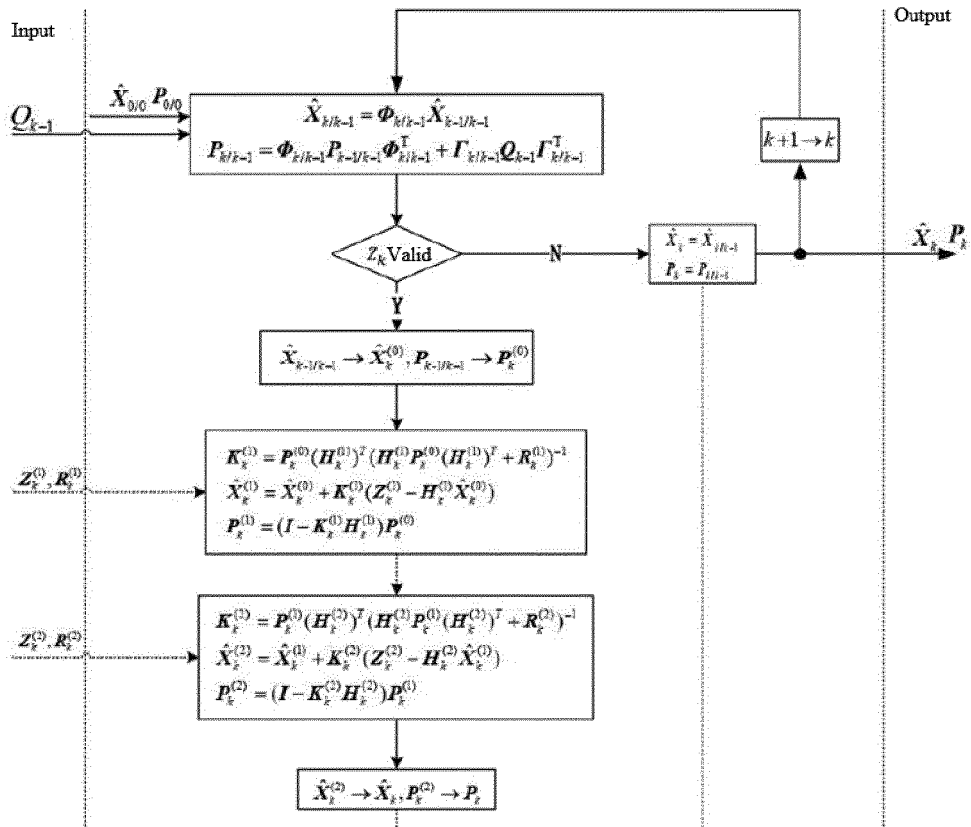 Input
Output
X̂_{0/0} P_{0/0}
Q_{k-1}
X̂_{k/k-1} = Φ_{k/k-1} X̂_{k-1/k-1}
P_{k/k-1} = Φ_{k/k-1} P_{k-1/k-1} Φ^T_{k/k-1} + Γ_{k/k-1} Q_{k-1} Γ^T_{k/k-1}
k+1→k
Z_k Valid
N
X̂_k = X̂_{k/k-1}
P_k = P_{k/k-1}
X̂_k P_k
Y
X̂_{k-1/k-1} → X̂_k^{(0)}, P_{k-1/k-1} → P_k^{(0)}
Z_k^{(1)}, R_k^{(1)}
K_k^{(1)} = P_k^{(0)} (H_k^{(1)})^T (H_k^{(1)} P_k^{(0)} (H_k^{(1)})^T + R_k^{(1)})^{-1}
X̂_k^{(1)} = X̂_k^{(0)} + K_k^{(1)} (Z_k^{(1)} − H_k^{(1)} X̂_k^{(0)})
P_k^{(1)} = (I − K_k^{(1)} H_k^{(1)}) P_k^{(0)}
Z_k^{(2)}, R_k^{(2)}
K_k^{(2)} = P_k^{(1)} (H_k^{(2)})^T (H_k^{(2)} P_k^{(1)} (H_k^{(2)})^T + R_k^{(2)})^{-1}
X̂_k^{(2)} = X̂_k^{(1)} + K_k^{(2)} (Z_k^{(2)} − H_k^{(2)} X̂_k^{(1)})
P_k^{(2)} = (I − K_k^{(2)} H_k^{(2)}) P_k^{(1)}
X̂_k^{(2)} → X̂_k, P_k^{(2)} → P_k